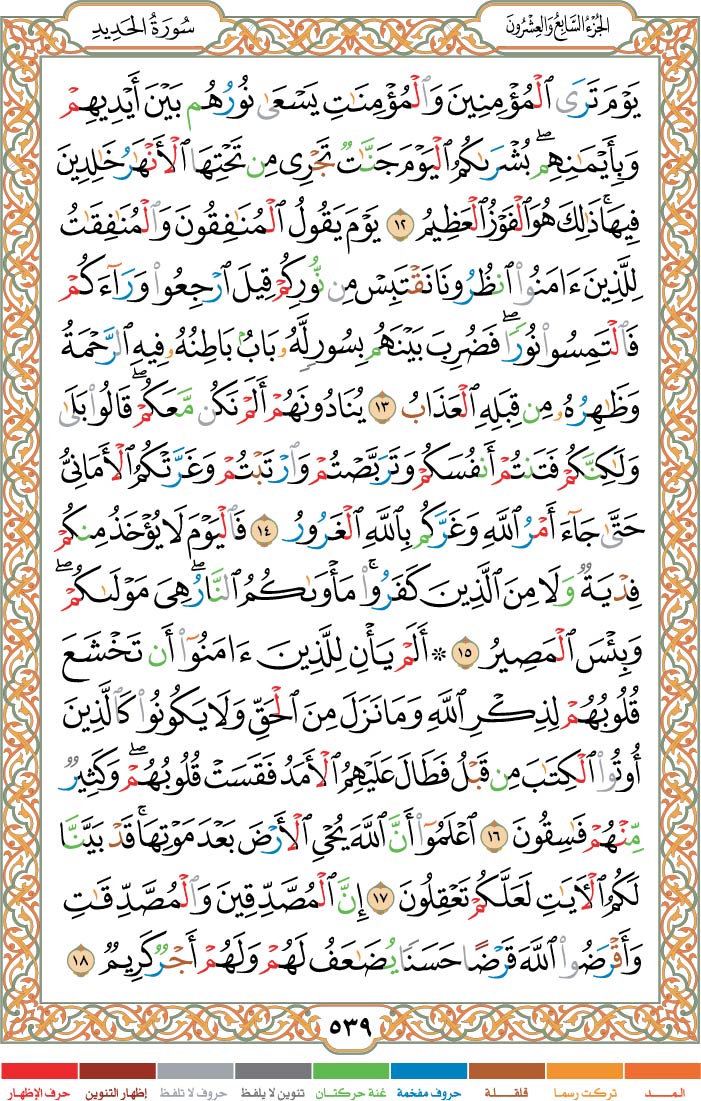 الجُزْءُ السَّابِعُ وَالعِشْرُونَ
سُورَةُ الحَدِيدِ
يَوْمَ تَرَى ٱلْمُؤْمِنِينَ وَٱلْمُؤْمِنَٰتِ يَسْعَىٰ نُورُهُم بَيْنَ أَيْدِيهِمْ
وَبِأَيْمَٰنِهِمۖ بُشْرَىٰكُمُ ٱلْيَوْمَ جَنَّٰتٌ تَجْرِى مِن تَحْتِهَا ٱلْأَنْهَٰرُ خَٰلِدِينَ
فِيهَاۚ ذَٰلِكَ هُوَ ٱلْفَوْزُ ٱلْعَظِيمُ ١٢ يَوْمَ يَقُولُ ٱلْمُنَٰفِقُونَ وَٱلْمُنَٰفِقَٰتُ
لِلَّذِينَ ءَامَنُوا۟ ٱنظُرُونَا نَقْتَبِسْ مِن نُّورِكُمْ قِيلَ ٱرْجِعُوا۟ وَرَآءَكُمْ
فَٱلْتَمِسُوا۟ نُورًاۖ فَضُرِبَ بَيْنَهُم بِسُورٍ لَّهُۥ بَابٌۢ بَاطِنُهُۥ فِيهِ ٱلرَّحْمَةُ
وَظَٰهِرُهُۥ مِن قِبَلِهِ ٱلْعَذَابُ ١٣ يُنَادُونَهُمْ أَلَمْ نَكُن مَّعَكُمْۖ قَالُوا۟ بَلَىٰ
وَلَٰكِنَّكُمْ فَتَنتُمْ أَنفُسَكُمْ وَتَرَبَّصْتُمْ وَٱرْتَبْتُمْ وَغَرَّتْكُمُ ٱلْأَمَانِىُّ
حَتَّىٰ جَآءَ أَمْرُ ٱللَّهِ وَغَرَّكُم بِٱللَّهِ ٱلْغَرُورُ ١٤ فَٱلْيَوْمَ لَا يُؤْخَذُ مِنكُمْ
فِدْيَةٌ وَلَا مِنَ ٱلَّذِينَ كَفَرُوا۟ۚ مَأْوَىٰكُمُ ٱلنَّارُۖ هِىَ مَوْلَىٰكُمْۖ
وَبِئْسَ ٱلْمَصِيرُ ١٥ ۞ أَلَمْ يَأْنِ لِلَّذِينَ ءَامَنُوٓا۟ أَن تَخْشَعَ
قُلُوبُهُمْ لِذِكْرِ ٱللَّهِ وَمَا نَزَلَ مِنَ ٱلْحَقِّ وَلَا يَكُونُوا۟ كَٱلَّذِينَ
أُوتُوا۟ ٱلْكِتَٰبَ مِن قَبْلُ فَطَالَ عَلَيْهِمُ ٱلْأَمَدُ فَقَسَتْ قُلُوبُهُمْۖ وَكَثِيرٌ
مِّنْهُمْ فَٰسِقُونَ ١٦ ٱعْلَمُوٓا۟ أَنَّ ٱللَّهَ يُحْىِ ٱلْأَرْضَ بَعْدَ مَوْتِهَاۚ قَدْ بَيَّنَّا
لَكُمُ ٱلْءَايَٰتِ لَعَلَّكُمْ تَعْقِلُونَ ١٧ إِنَّ ٱلْمُصَّدِّقِينَ وَٱلْمُصَّدِّقَٰتِ
وَأَقْرَضُوا۟ ٱللَّهَ قَرْضًا حَسَنًا يُضَٰعَفُ لَهُمْ وَلَهُمْ أَجْرٌ كَرِيمٌ ١٨
٥٣٩
المــــد تركت رسما قلقـــلة حروف مفخمة غنة حركتان تنوين لا يلفظ حروف لا تلفظ إظهار التنوين حرف الإظهار